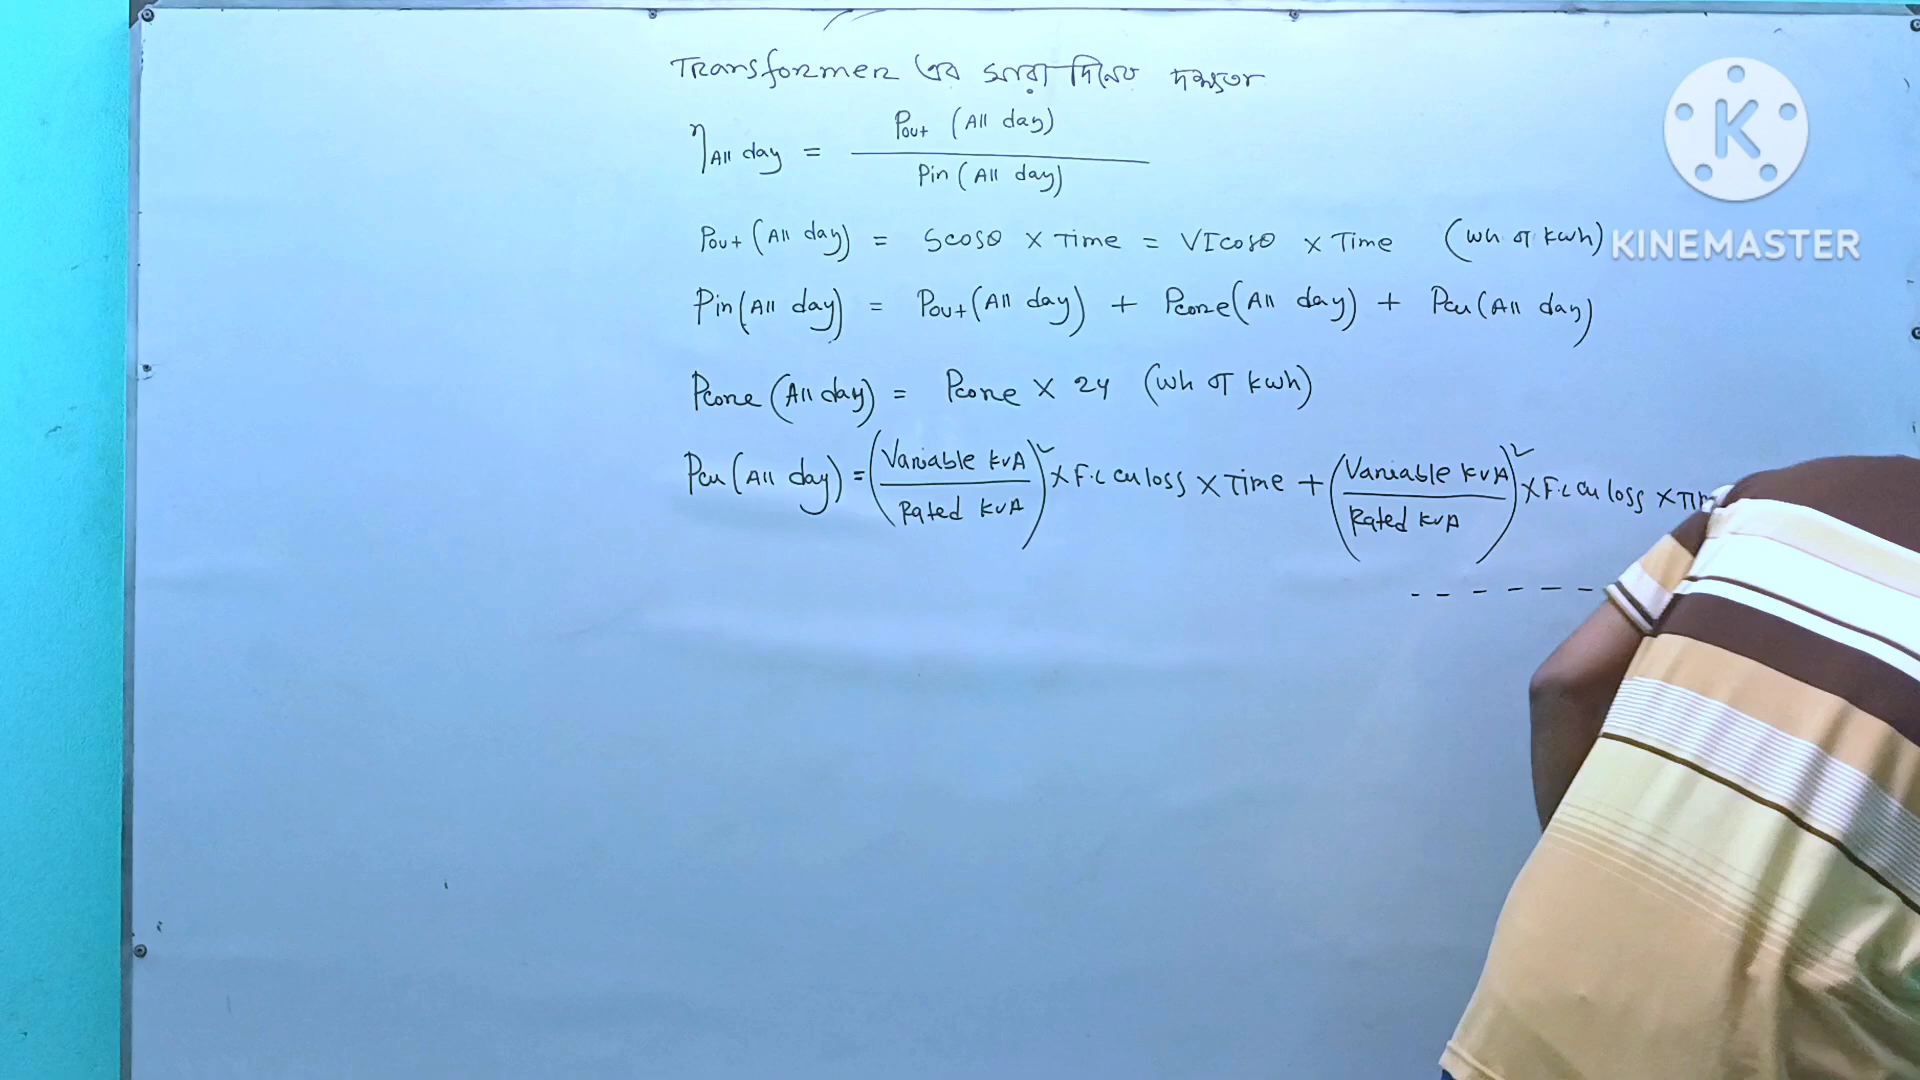 Transformer এর সারা দিনের দক্ষতা
η All day = Pout (All day) / Pin (All day)
Pout (All day) = Scosθ × Time = VIcosθ × Time (Wh বা kwh)
Pin (All day) = Pout (All day) + Pcore (All day) + Pcu (All day)
Pcore (All day) = Pcore × 24 (Wh বা kwh)
Pcu (All day) = (Variable KVA / Rated KVA)² × F.L cu loss × Time + (Variable KVA / Rated KVA)² × F.L cu loss ×
- - - - - -
K
KINEMASTER